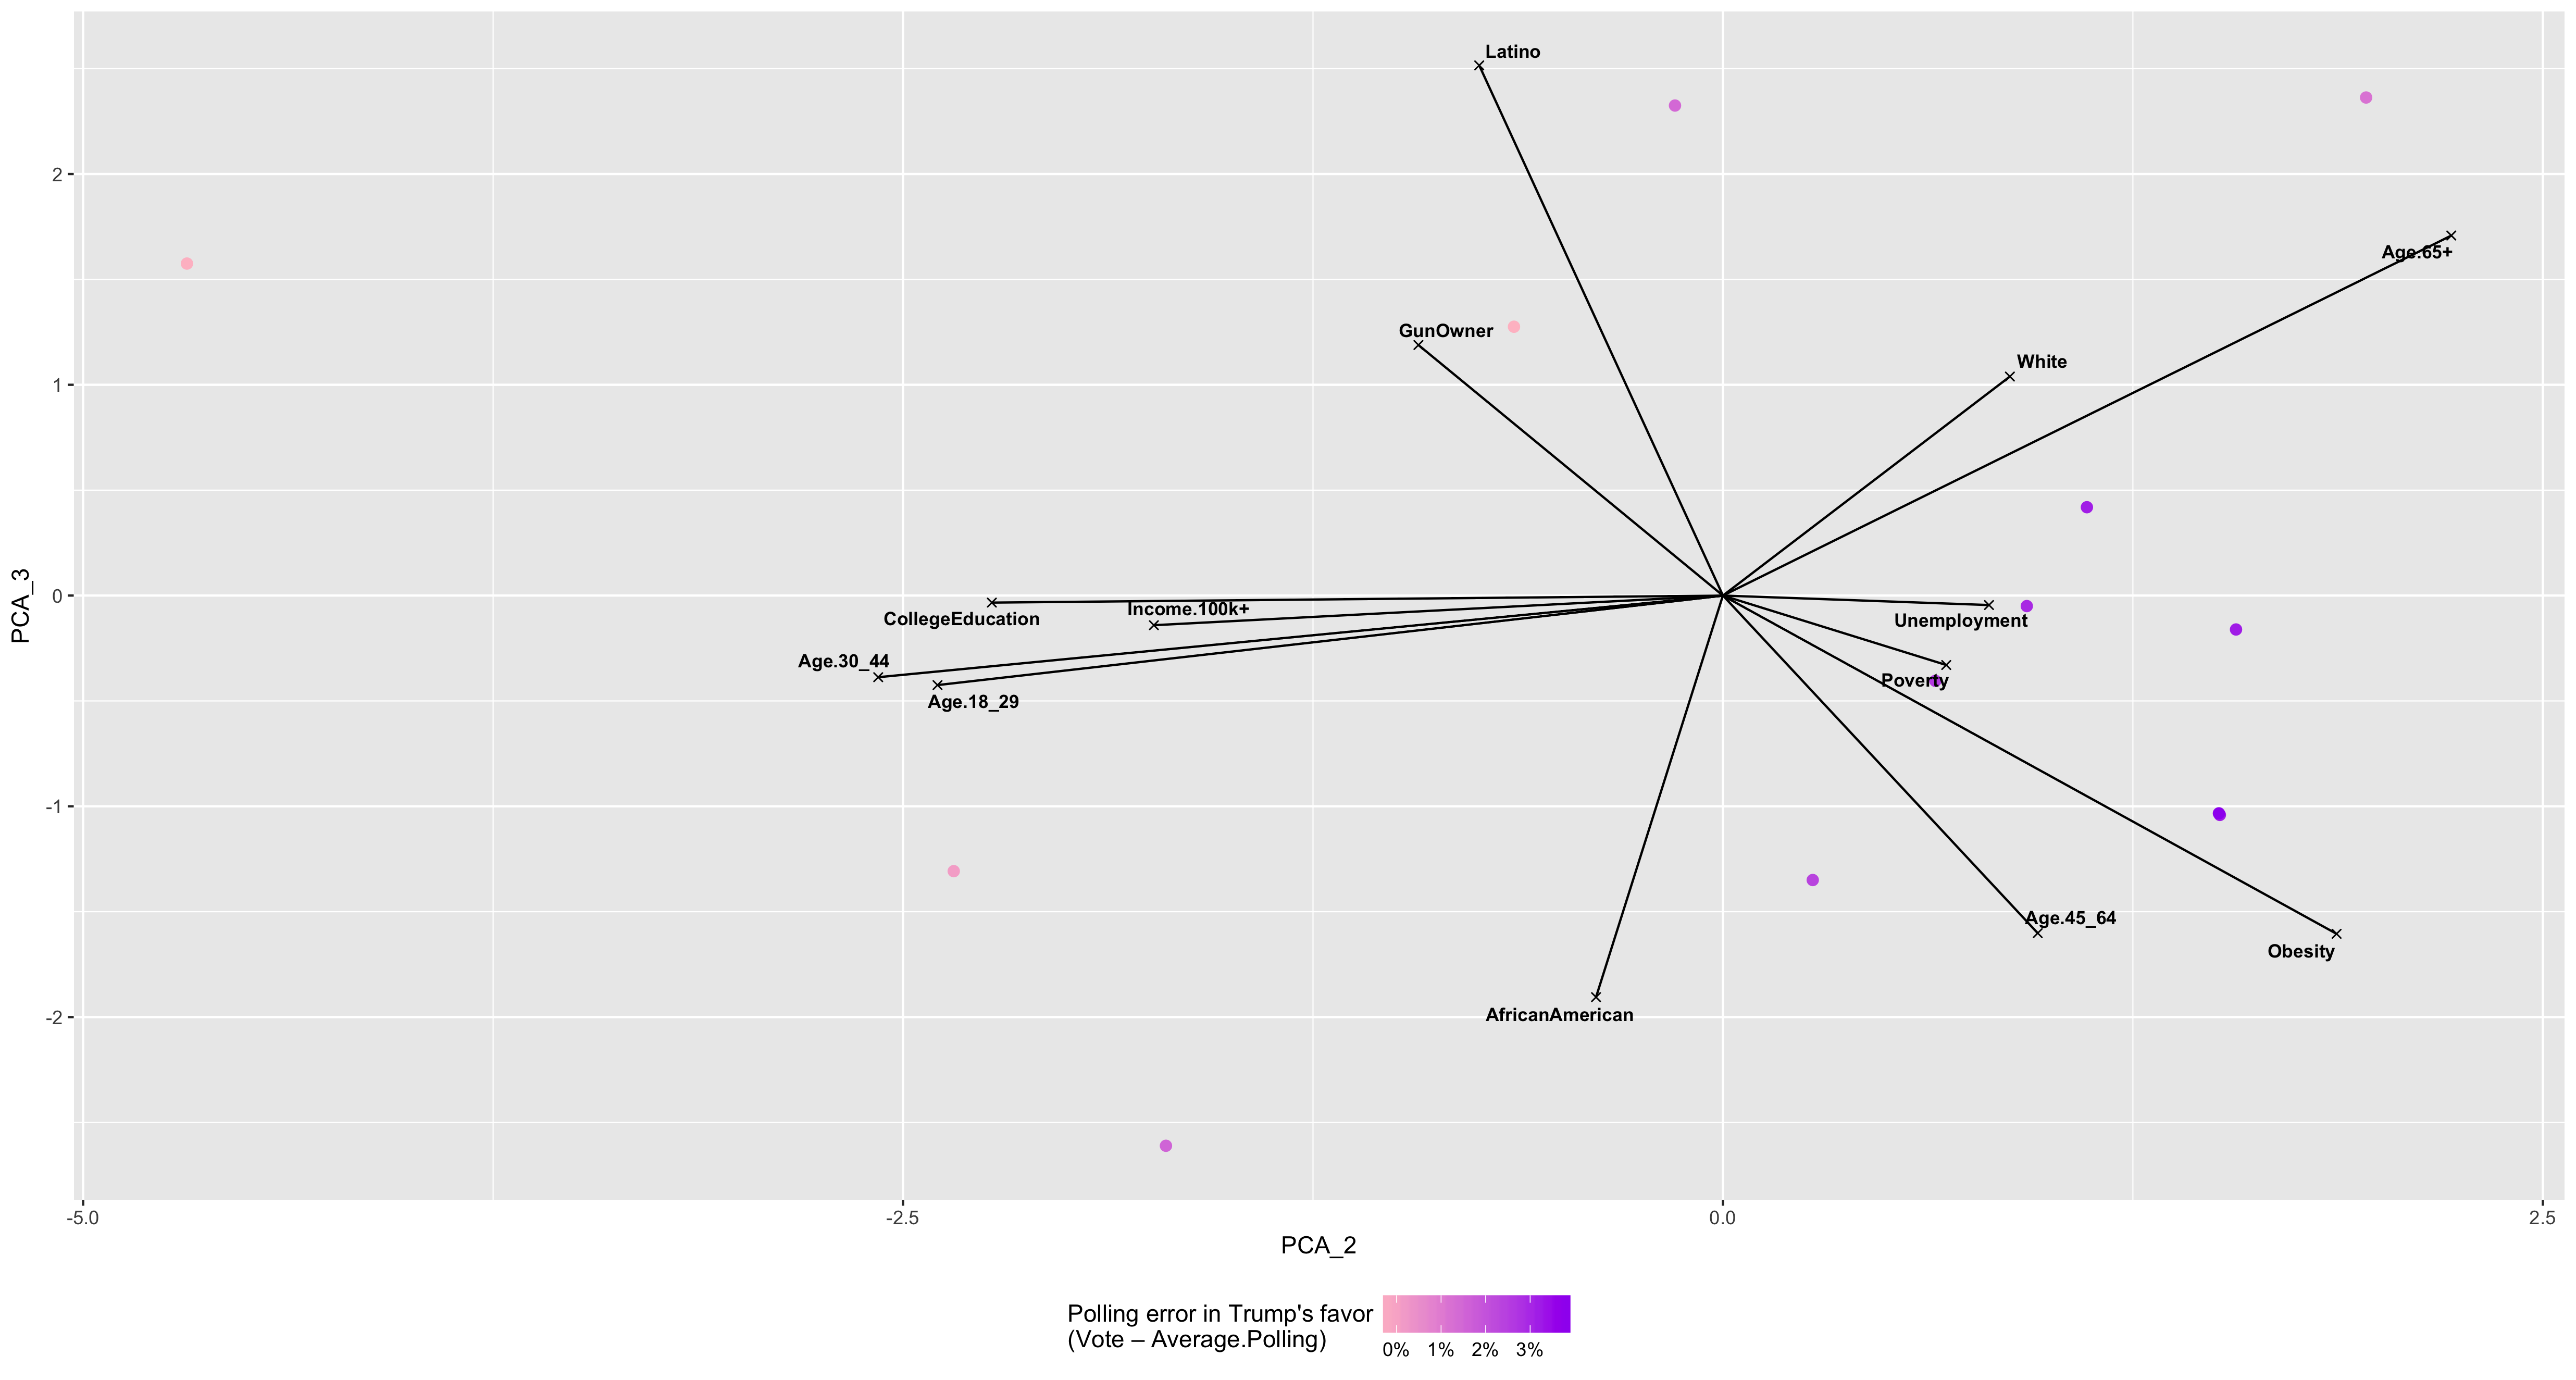 Latino
2
Age.65+
GunOwner
White
1
PCA_3
0
Income.100k+
CollegeEducation
Unemployment
Age.30_44
Poverty
Age.18_29
-1
Age.45_64
Obesity
AfricanAmerican
-2
-5.0
-2.5
0.0
2.5
PCA_2
Polling error in Trump's favor
(Vote – Average.Polling)
0% 1% 2% 3%